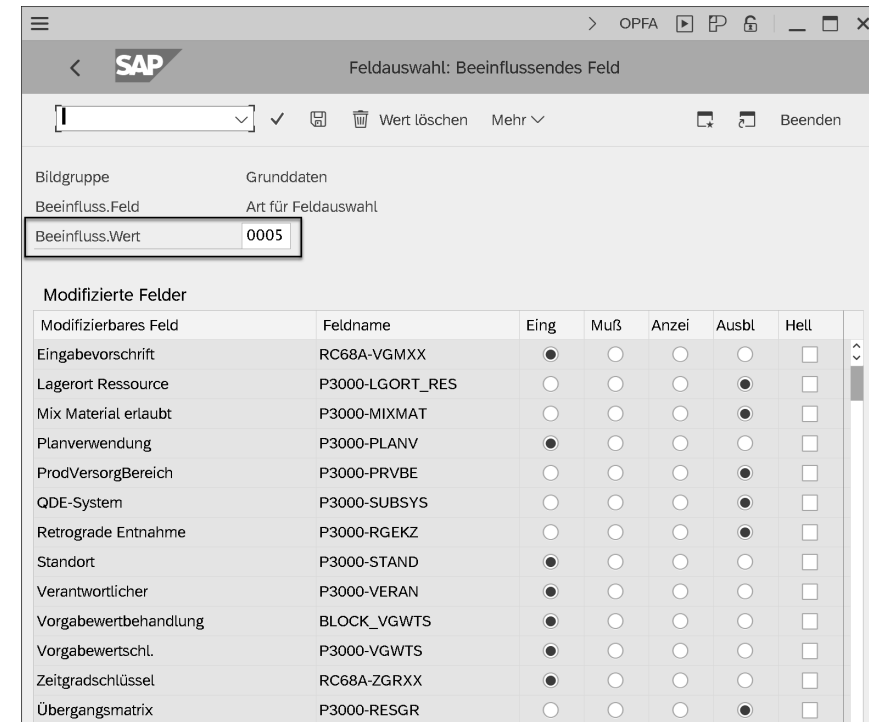 OPFA
SAP Feldauswahl: Beeinflussendes Feld
Wert löschen Mehr Beenden
Bildgruppe Grunddaten
Beeinfluss.Feld Art für Feldauswahl
Beeinfluss.Wert 0005
Modifizierte Felder
Modifizierbares Feld Feldname Eing Muß Anzei Ausbl Hell
Eingabevorschrift RC68A-VGMXX
Lagerort Ressource P3000-LGORT_RES
Mix Material erlaubt P3000-MIXMAT
Planverwendung P3000-PLANV
ProdVersorgBereich P3000-PRVBE
QDE-System P3000-SUBSYS
Retrograde Entnahme P3000-RGEKZ
Standort P3000-STAND
Verantwortlicher P3000-VERAN
Vorgabewertbehandlung BLOCK_VGWTS
Vorgabewertschl. P3000-VGWTS
Zeitgradschlüssel RC68A-ZGRXX
Übergangsmatrix P3000-RESGR